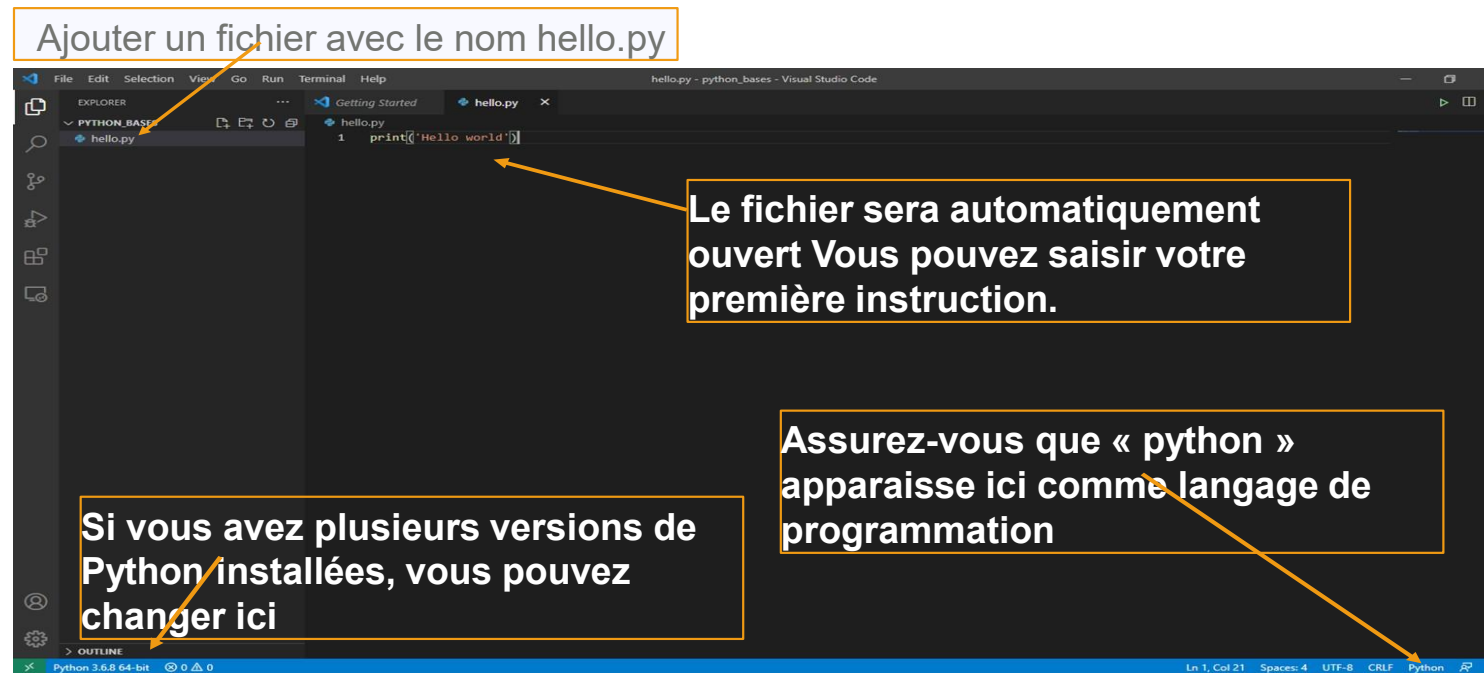 Ajouter un fichier avec le nom hello.py
File Edit Selection View Go Run Terminal Help
hello.py - python_bases - Visual Studio Code
EXPLORER
Getting Started
hello.py
PYTHON_BASES
hello.py
hello.py
1 print('Hello world')
Le fichier sera automatiquement
ouvert Vous pouvez saisir votre
première instruction.
Assurez-vous que « python »
apparaisse ici comme langage de
programmation
Si vous avez plusieurs versions de
Python installées, vous pouvez
changer ici
OUTLINE
Python 3.6.8 64-bit 0 0
Ln 1, Col 21 Spaces: 4 UTF-8 CRLF Python